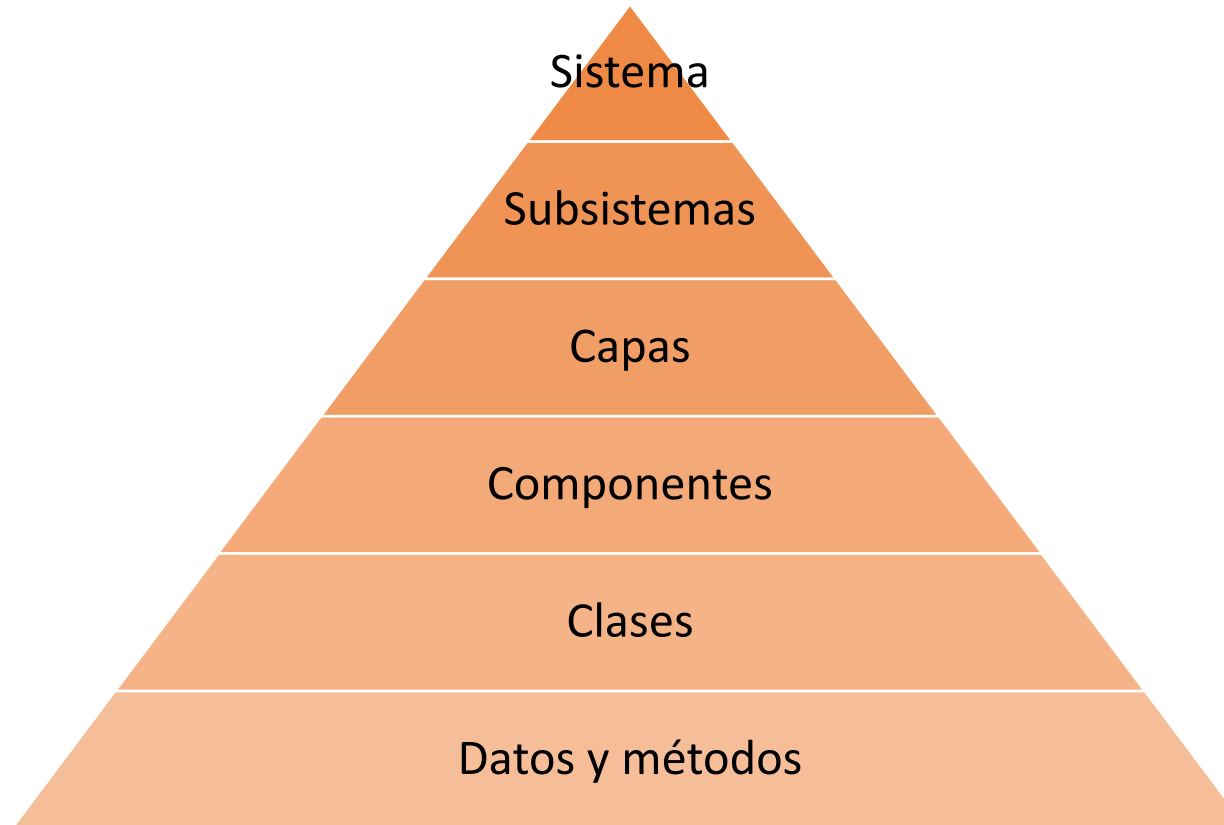 Sistema
Subsistemas
Capas
Componentes
Clases
Datos y métodos